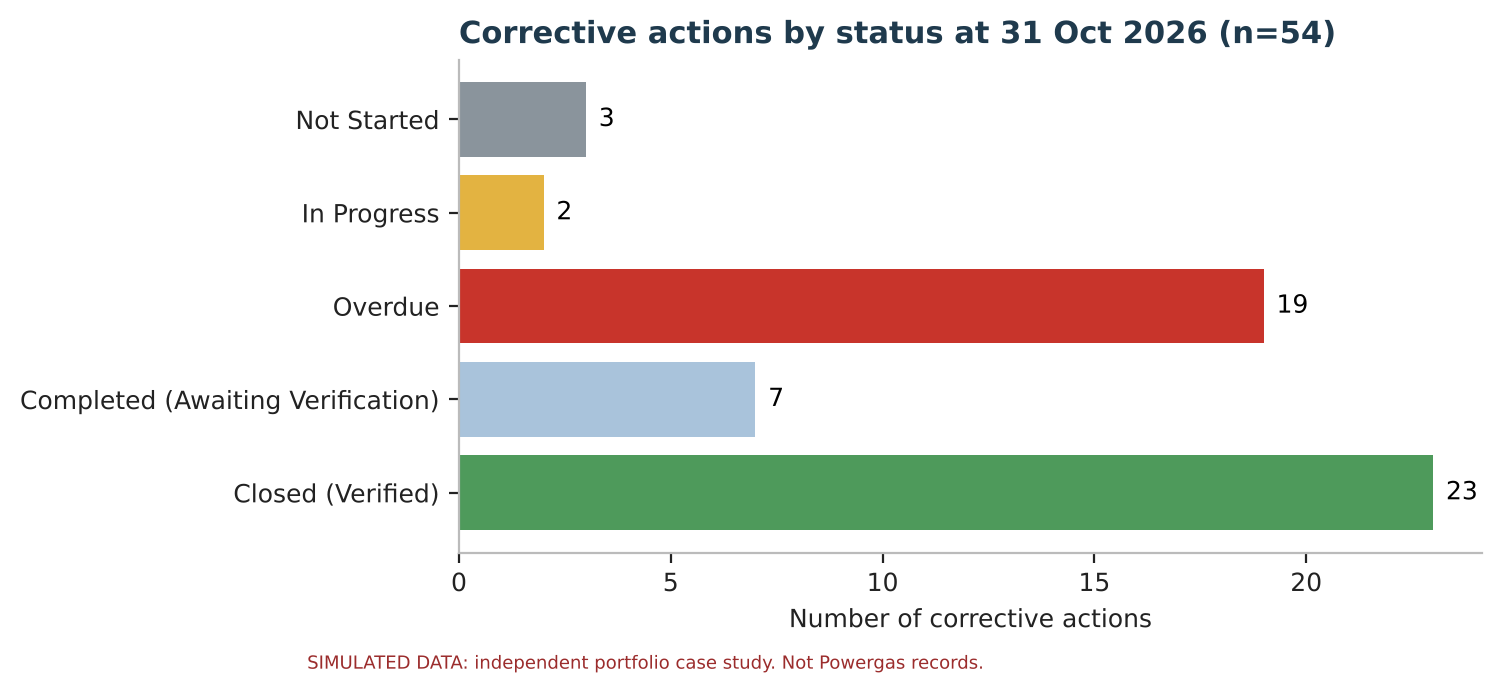 Corrective actions by status at 31 Oct 2026 (n=54)
Not Started 3
In Progress 2
Overdue 19
Completed (Awaiting Verification) 7
Closed (Verified) 23
0 5 10 15 20
Number of corrective actions
SIMULATED DATA: independent portfolio case study. Not Powergas records.